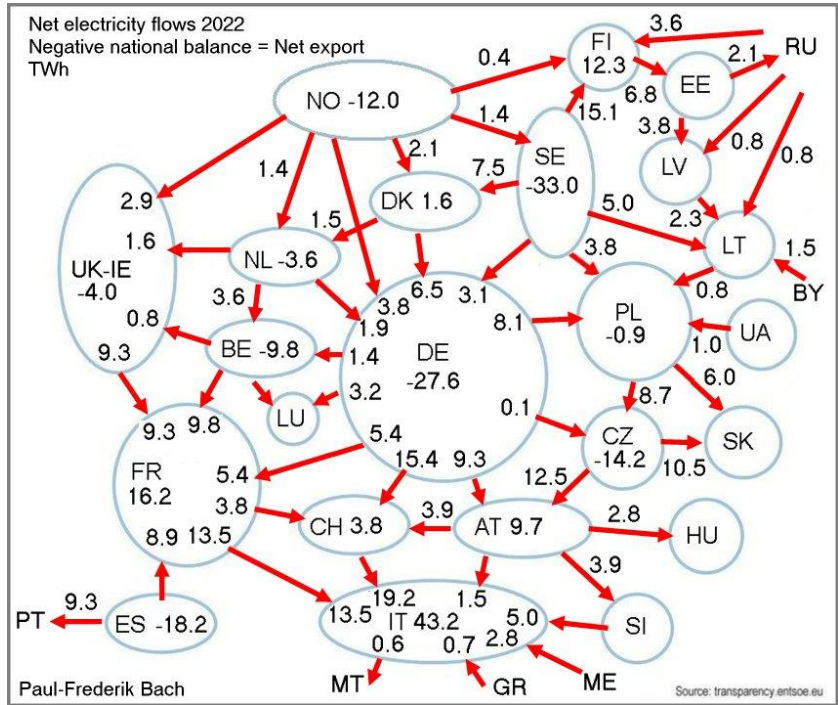 Net electricity flows 2022
Negative national balance = Net export
TWh
3.6
RU
FI
12.3
0.4
2.1
EE
6.8
NO -12.0
15.1
1.4
3.8
0.8
0.8
2.1
SE
-33.0
LV
1.4
7.5
DK 1.6
2.9
5.0
2.3
1.5
LT
1.6
NL -3.6
3.8
1.5
UK-IE
-4.0
BY
3.6
3.8
6.5
3.1
0.8
PL
-0.9
UA
0.8
1.9
8.1
1.0
BE -9.8
1.4
DE
-27.6
9.3
3.2
6.0
8.7
LU
0.1
9.3
9.8
5.4
CZ
-14.2
SK
FR
16.2
5.4
15.4
9.3
12.5
10.5
3.8
CH 3.8
3.9
AT 9.7
2.8
HU
8.9
13.5
3.9
9.3
19.2
1.5
PT
ES -18.2
13.5
IT 43.2
5.0
SI
0.6
0.7
2.8
MT
GR
ME
Paul-Frederik Bach
Source: transparency.entsoe.eu